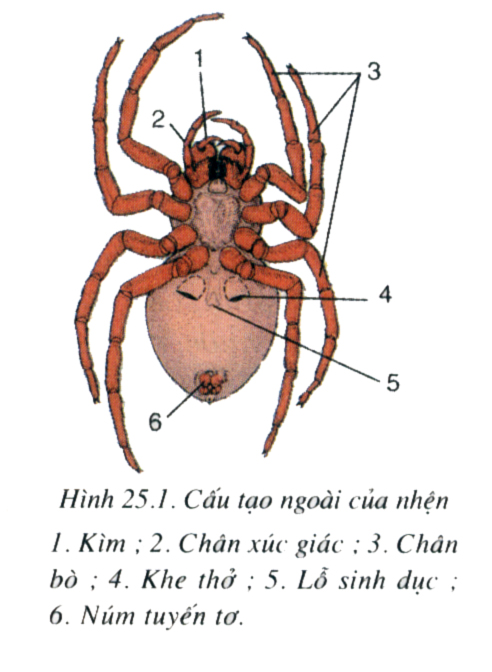 1
2
3
4
5
6
Hình 25.1. Cấu tạo ngoài của nhện
1. Kìm ; 2. Chân xúc giác ; 3. Chân
bò ; 4. Khe thở ; 5. Lỗ sinh dục ;
6. Núm tuyến tơ.